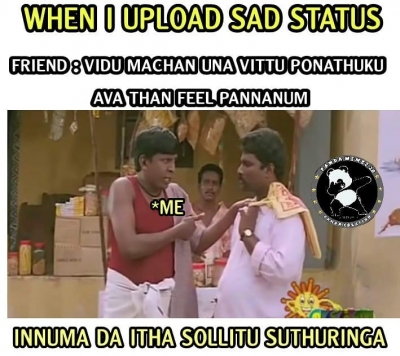 WHEN I UPLOAD SAD STATUS
FRIEND : VIDU MACHAN UNA VITTU PONATHUKU
AVA THAN FEEL PANNANUM
*ME
INNUMA DA ITHA SOLLITU SUTHURINGA